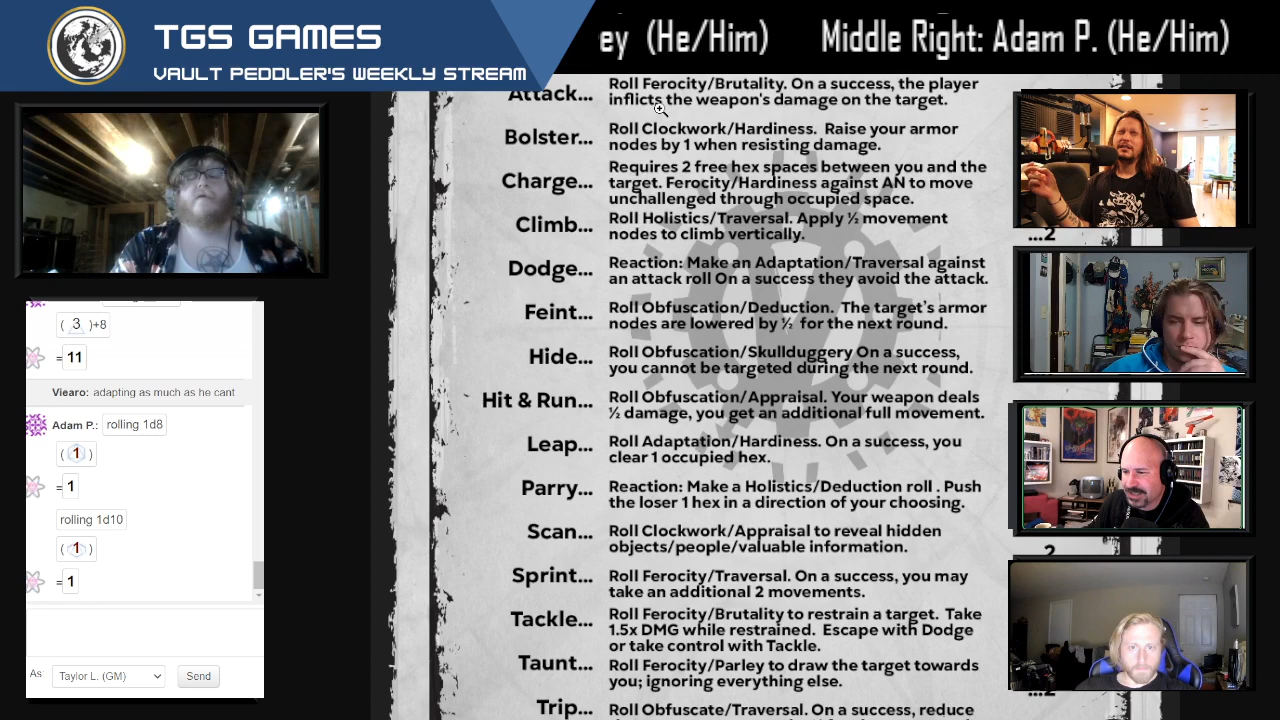 TGS GAMES
VAULT PEDDLER'S WEEKLY STREAM
ey (He/Him) Middle Right: Adam P. (He/Him)
( 3 )+8
= 11
Viearo: adapting as much as he cant
Adam P.: rolling 1d8
( 1 )
= 1
rolling 1d10
( 1 )
= 1
As: Taylor L. (GM) Send
Attack... Roll Ferocity/Brutality. On a success, the player
inflicts the weapon's damage on the target.
Bolster... Roll Clockwork/Hardiness. Raise your armor
nodes by 1 when resisting damage.
Charge... Requires 2 free hex spaces between you and the
target. Ferocity/Hardiness against AN to move
unchallenged through occupied space.
Climb... Roll Holistics/Traversal. Apply ½ movement
nodes to climb vertically.
Dodge... Reaction: Make an Adaptation/Traversal against
an attack roll On a success they avoid the attack.
Feint... Roll Obfuscation/Deduction. The target's armor
nodes are lowered by ½ for the next round.
Hide... Roll Obfuscation/Skullduggery On a success,
you cannot be targeted during the next round.
Hit & Run... Roll Obfuscation/Appraisal. Your weapon deals
½ damage, you get an additional full movement.
Leap... Roll Adaptation/Hardiness. On a success, you
clear 1 occupied hex.
Parry... Reaction: Make a Holistics/Deduction roll . Push
the loser 1 hex in a direction of your choosing.
Scan... Roll Clockwork/Appraisal to reveal hidden
objects/people/valuable information.
Sprint... Roll Ferocity/Traversal. On a success, you may
take an additional 2 movements.
Tackle... Roll Ferocity/Brutality to restrain a target. Take
1.5x DMG while restrained. Escape with Dodge
or take control with Tackle.
Taunt... Roll Ferocity/Parley to draw the target towards
you; ignoring everything else.
Trip... Roll Obfuscate/Traversal. On a success, reduce
...2